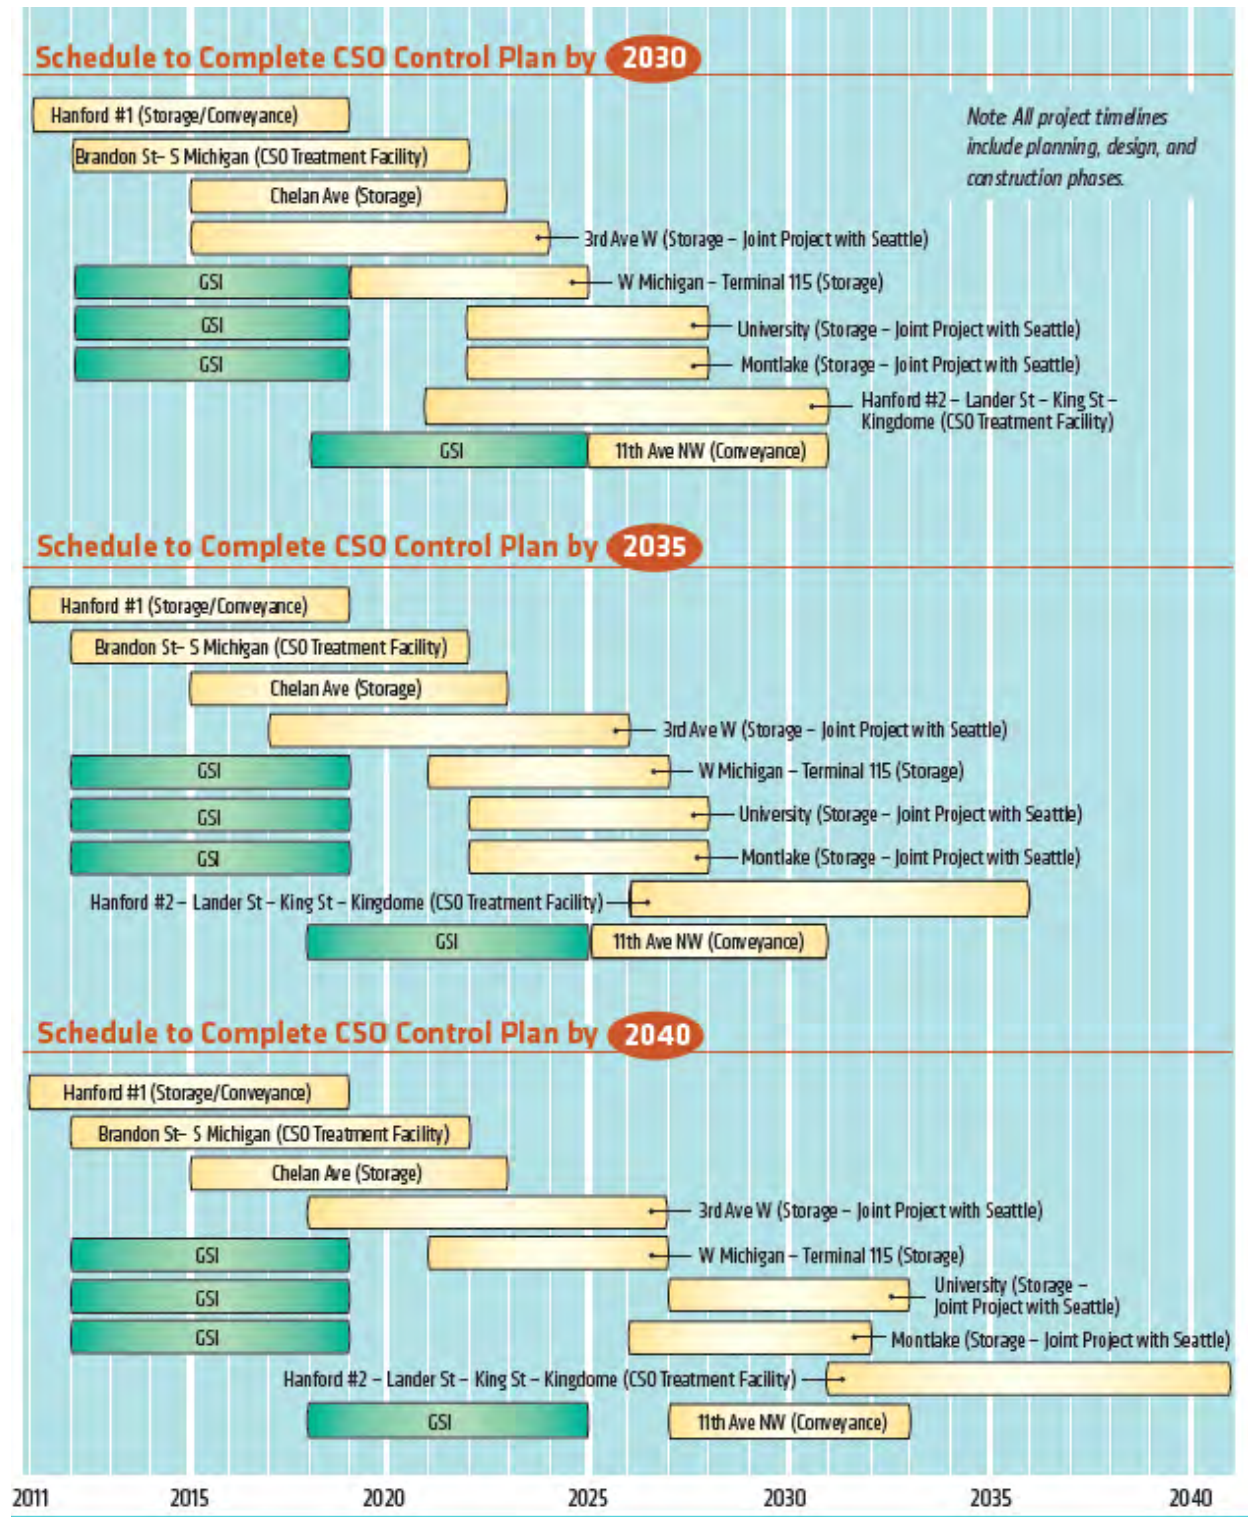 Schedule to Complete CSO Control Plan by 2030
Hanford #1 (Storage/Conveyance)
Note: All project timelines
include planning, design, and
construction phases.
Brandon St– S Michigan (CSO Treatment Facility)
Chelan Ave (Storage)
3rd Ave W (Storage – Joint Project with Seattle)
GSI
W Michigan – Terminal 115 (Storage)
GSI
University (Storage – Joint Project with Seattle)
GSI
Montlake (Storage – Joint Project with Seattle)
Hanford #2 – Lander St – King St –
Kingdome (CSO Treatment Facility)
GSI
11th Ave NW (Conveyance)
Schedule to Complete CSO Control Plan by 2035
Hanford #1 (Storage/Conveyance)
Brandon St– S Michigan (CSO Treatment Facility)
Chelan Ave (Storage)
3rd Ave W (Storage – Joint Project with Seattle)
GSI
W Michigan – Terminal 115 (Storage)
GSI
University (Storage – Joint Project with Seattle)
GSI
Montlake (Storage – Joint Project with Seattle)
Hanford #2 – Lander St – King St – Kingdome (CSO Treatment Facility)
GSI
11th Ave NW (Conveyance)
Schedule to Complete CSO Control Plan by 2040
Hanford #1 (Storage/Conveyance)
Brandon St– S Michigan (CSO Treatment Facility)
Chelan Ave (Storage)
3rd Ave W (Storage – Joint Project with Seattle)
GSI
W Michigan – Terminal 115 (Storage)
GSI
University (Storage –
Joint Project with Seattle)
GSI
Montlake (Storage – Joint Project with Seattle)
Hanford #2 – Lander St – King St – Kingdome (CSO Treatment Facility)
GSI
11th Ave NW (Conveyance)
2011 2015 2020 2025 2030 2035 2040